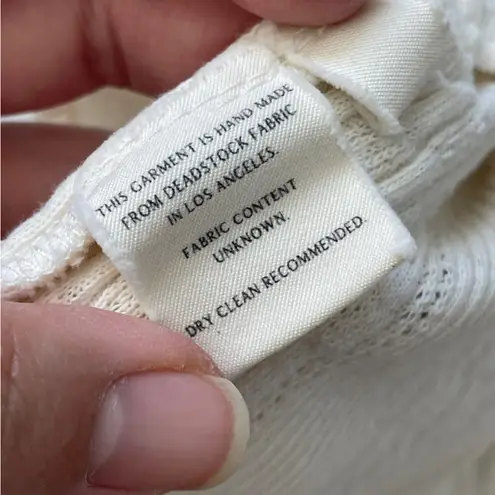 THIS GARMENT IS HAND MADE
FROM DEADSTOCK FABRIC
IN LOS ANGELES.
FABRIC CONTENT
UNKNOWN.
DRY CLEAN RECOMMENDED.